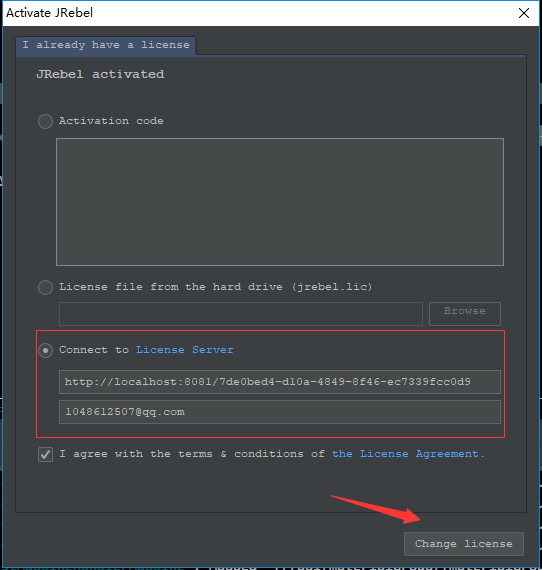 Activate JRebel
I already have a license
JRebel activated
Activation code
License file from the hard drive (jrebel.lic)
Browse
Connect to License Server
http://localhost:8081/7de0bed4-d10a-4849-8f46-ec7339fcc0d9
1048612507@qq.com
I agree with the terms & conditions of the License Agreement.
Change license